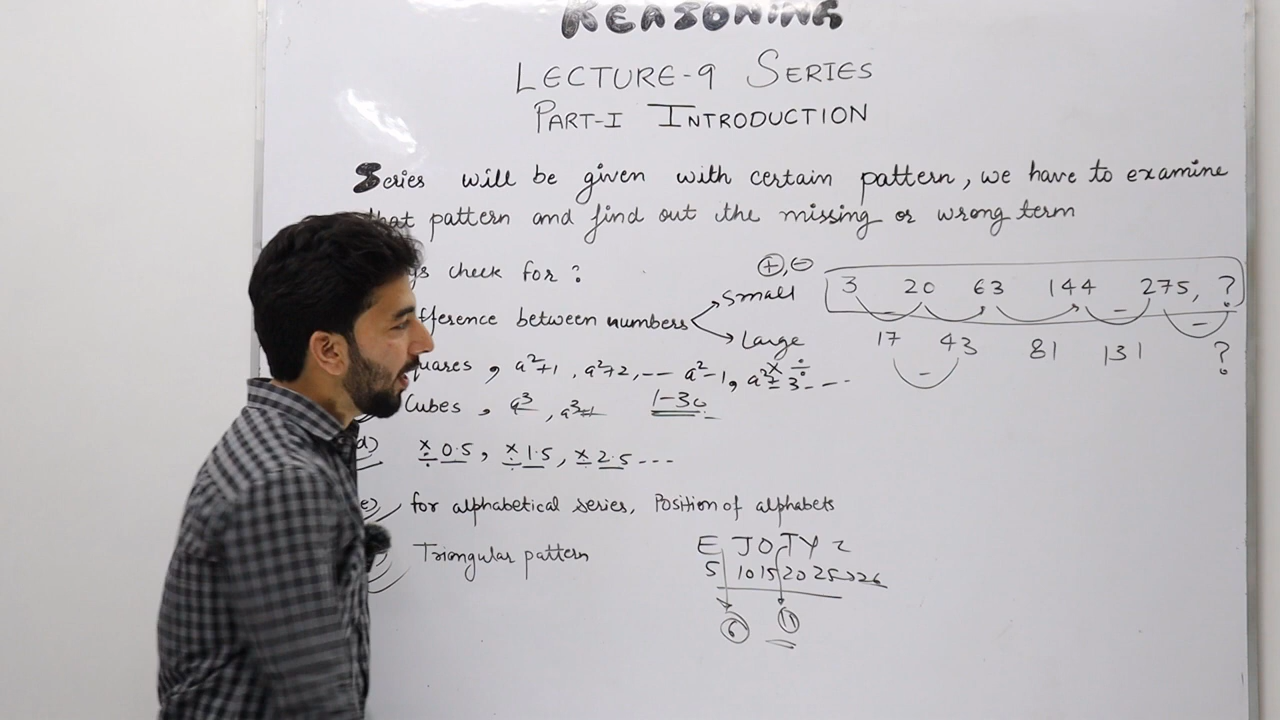 REASONING
LECTURE-9 SERIES
PART-I INTRODUCTION
Series will be given with certain pattern, we have to examine
that pattern and find out the missing or wrong term
check for ?
difference between numbers
Small
Large
+, -
3 20 63 144 275, ?
17 43 81 131 ?
-
-
-
Squares, a²+1, a²+2, --- a²-1, a²± 3- ---
× ÷
Cubes, a³, a³+1 1-30
d) ×÷ 0.5, ×÷ 1.5, ×÷ 2.5 ---
e) for alphabetical series, Position of alphabets
Triangular pattern
E J O T Y Z
5 10 15 20 25 26
6